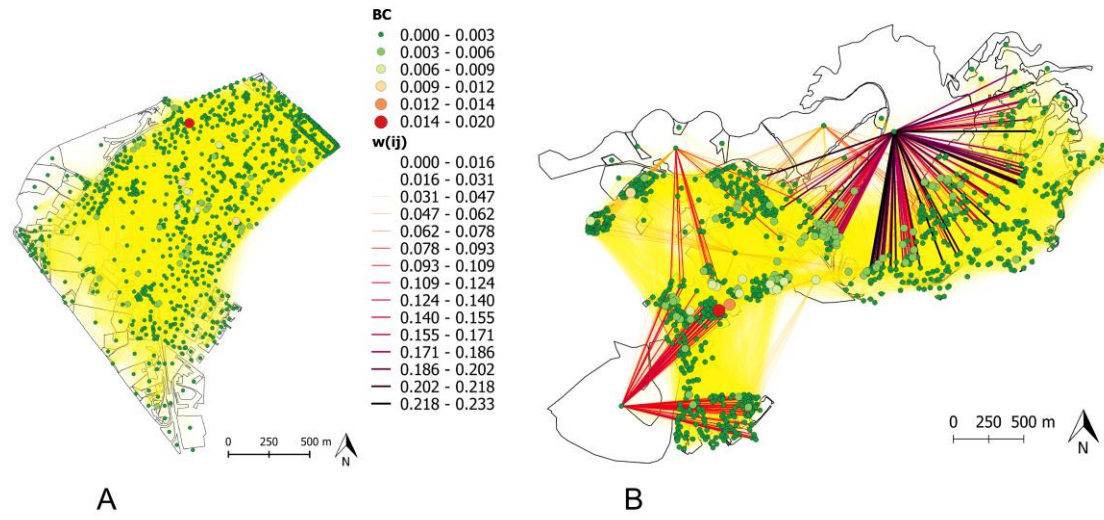 BC
0.000 - 0.003
0.003 - 0.006
0.006 - 0.009
0.009 - 0.012
0.012 - 0.014
0.014 - 0.020
w(ij)
0.000 - 0.016
0.016 - 0.031
0.031 - 0.047
0.047 - 0.062
0.062 - 0.078
0.078 - 0.093
0.093 - 0.109
0.109 - 0.124
0.124 - 0.140
0.140 - 0.155
0.155 - 0.171
0.171 - 0.186
0.186 - 0.202
0.202 - 0.218
0.218 - 0.233
0 250 500 m
N
0 250 500 m
N
A
B